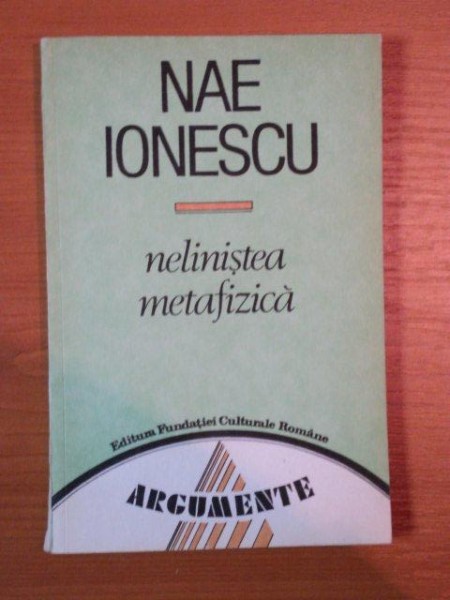 NAE
IONESCU
neliniștea
metafizică
Editura Fundației Culturale Române
ARGUMENTE